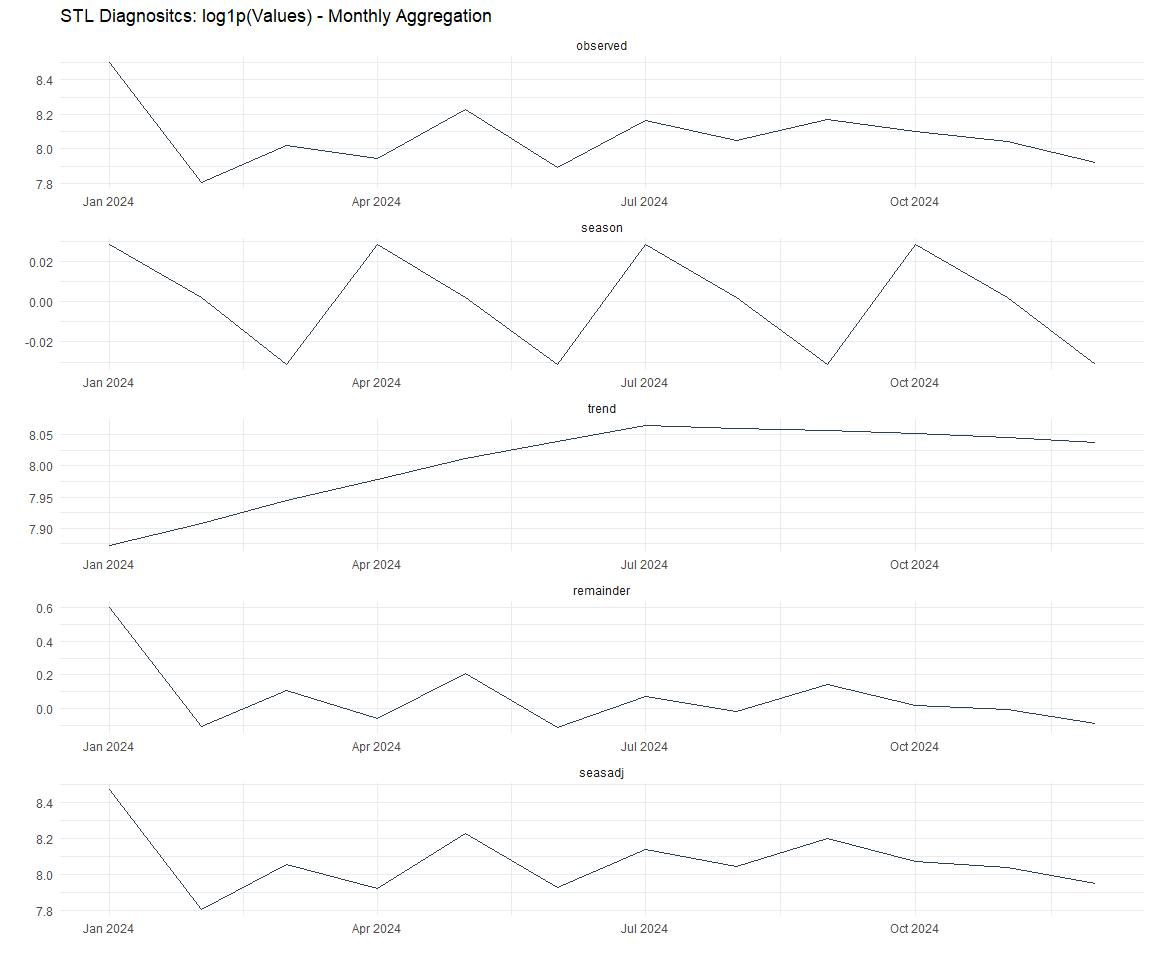 STL Diagnositcs: log1p(Values) - Monthly Aggregation
observed
8.4
8.2
8.0
7.8
Jan 2024 Apr 2024 Jul 2024 Oct 2024
season
0.02
0.00
-0.02
Jan 2024 Apr 2024 Jul 2024 Oct 2024
trend
8.05
8.00
7.95
7.90
Jan 2024 Apr 2024 Jul 2024 Oct 2024
remainder
0.6
0.4
0.2
0.0
Jan 2024 Apr 2024 Jul 2024 Oct 2024
seasadj
8.4
8.2
8.0
7.8
Jan 2024 Apr 2024 Jul 2024 Oct 2024